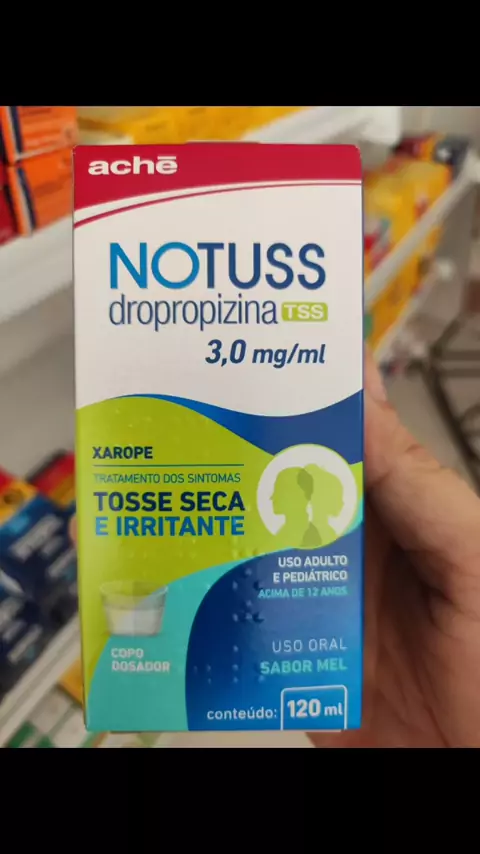 achē
NOTUSS
dropropizina TSS
3,0 mg/ml
XAROPE
TRATAMENTO DOS SINTOMAS
TOSSE SECA
E IRRITANTE
USO ADULTO
E PEDIÁTRICO
ACIMA DE 12 ANOS
COPO
DOSADOR
USO ORAL
SABOR MEL
conteúdo: 120 ml